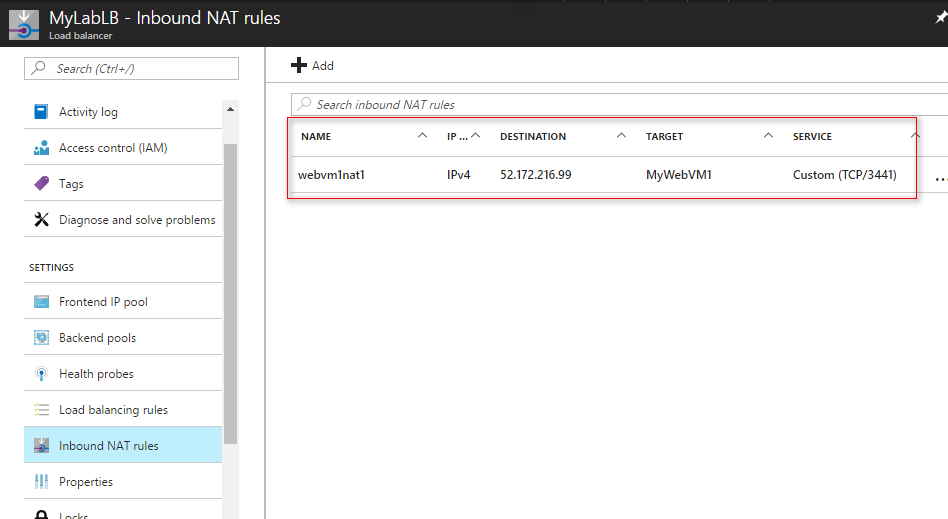 MyLabLB - Inbound NAT rules
Load balancer
Search (Ctrl+/)
Activity log
Access control (IAM)
Tags
Diagnose and solve problems
SETTINGS
Frontend IP pool
Backend pools
Health probes
Load balancing rules
Inbound NAT rules
Properties
Locks
Add
Search inbound NAT rules
NAME IP ... DESTINATION TARGET SERVICE
webvm1nat1 IPv4 52.172.216.99 MyWebVM1 Custom (TCP/3441) ...